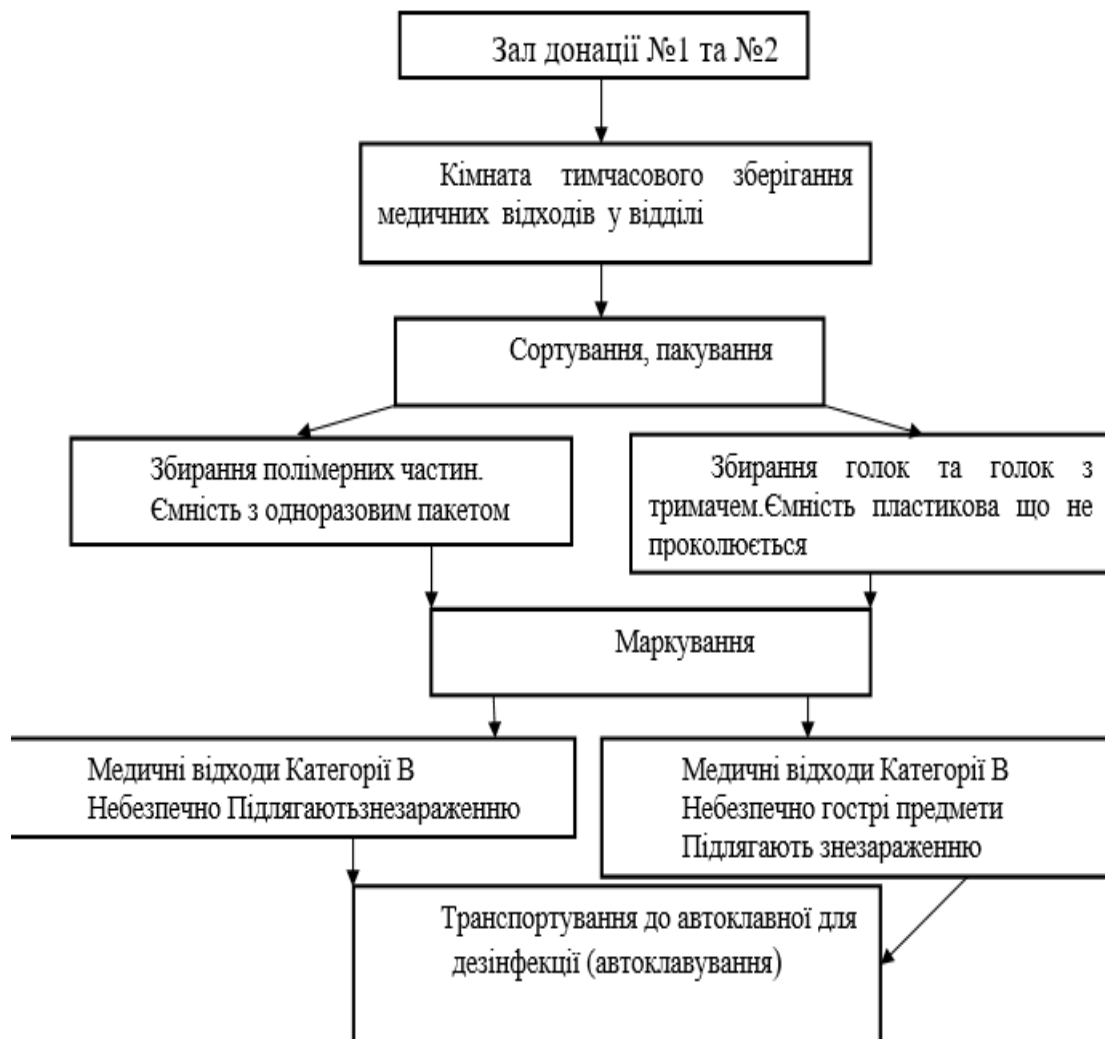 Зал донації №1 та №2
Кімната тимчасового зберігання
медичних відходів у відділі
Сортування, пакування
Збирання полімерних частин.
Ємність з одноразовим пакетом
Збирання голок та голок з
тримачем.Ємність пластикова що не
проколюється
Маркування
Медичні відходи Категорії В
Небезпечно Підлягаютьзнезараженню
Медичні відходи Категорії В
Небезпечно гострі предмети
Підлягають знезараженню
Транспортування до автоклавної для
дезінфекції (автоклавування)